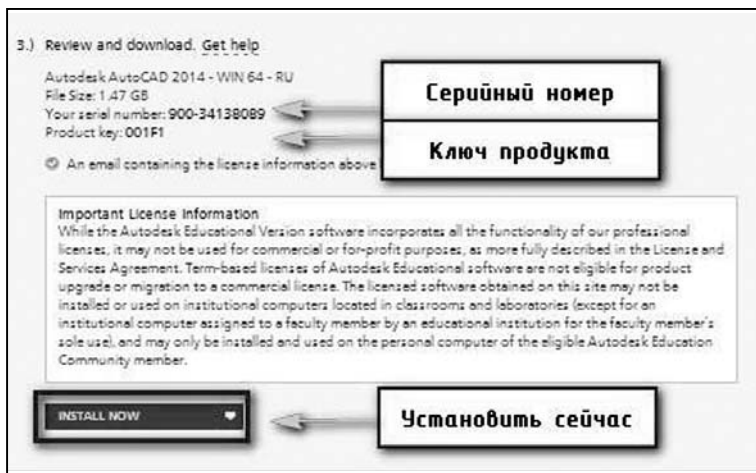 3.) Review and download. Get help
Autodesk AutoCAD 2014 - WIN 64 - RU
File Size: 1.47 GB
Your serial number: 900-34138089
Product key: 001F1
Серийный номер
Ключ продукта
An email containing the license information above
Important License Information
While the Autodesk Educational Version software incorporates all the functionality of our professional
licenses, it may not be used for commercial or for-profit purposes, as more fully described in the License and
Services Agreement. Term-based licenses of Autodesk Educational software are not eligible for product
upgrade or migration to a commercial license. The licensed software obtained on this site may not be
installed or used on institutional computers located in classrooms and laboratories (except for an
institutional computer assigned to a faculty member by an educational institution for the faculty member's
sole use), and may only be installed and used on the personal computer of the eligible Autodesk Education
Community member.
INSTALL NOW
Установить сейчас